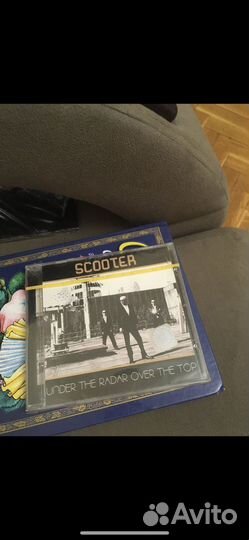 SCOOTER
UNDER THE RADAR OVER THE TOP
Avito